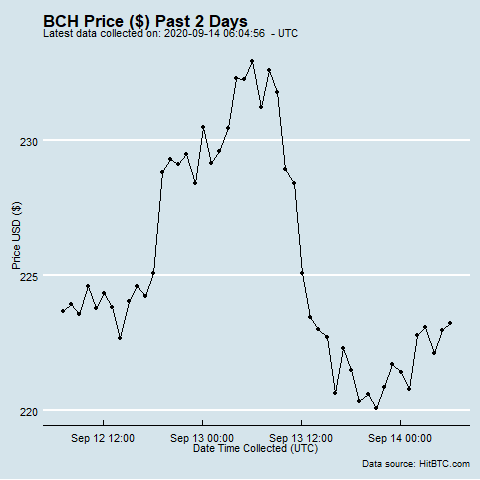 BCH Price ($) Past 2 Days
Latest data collected on: 2020-09-14 06:04:56 - UTC
Price USD ($)
230
225
220
Sep 12 12:00 Sep 13 00:00 Sep 13 12:00 Sep 14 00:00
Date Time Collected (UTC)
Data source: HitBTC.com